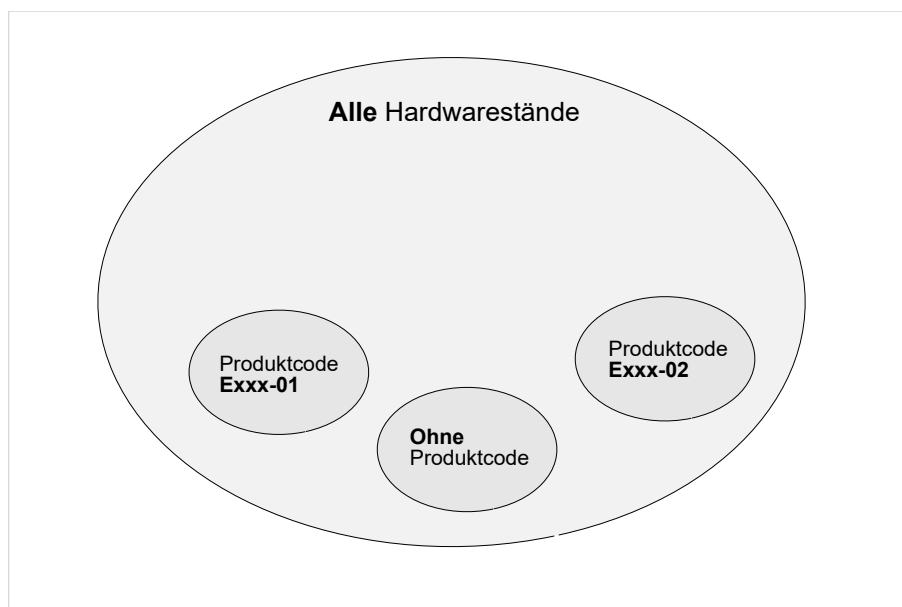 Alle Hardwarestände
Produktcode
Exxx-01
Ohne
Produktcode
Produktcode
Exxx-02